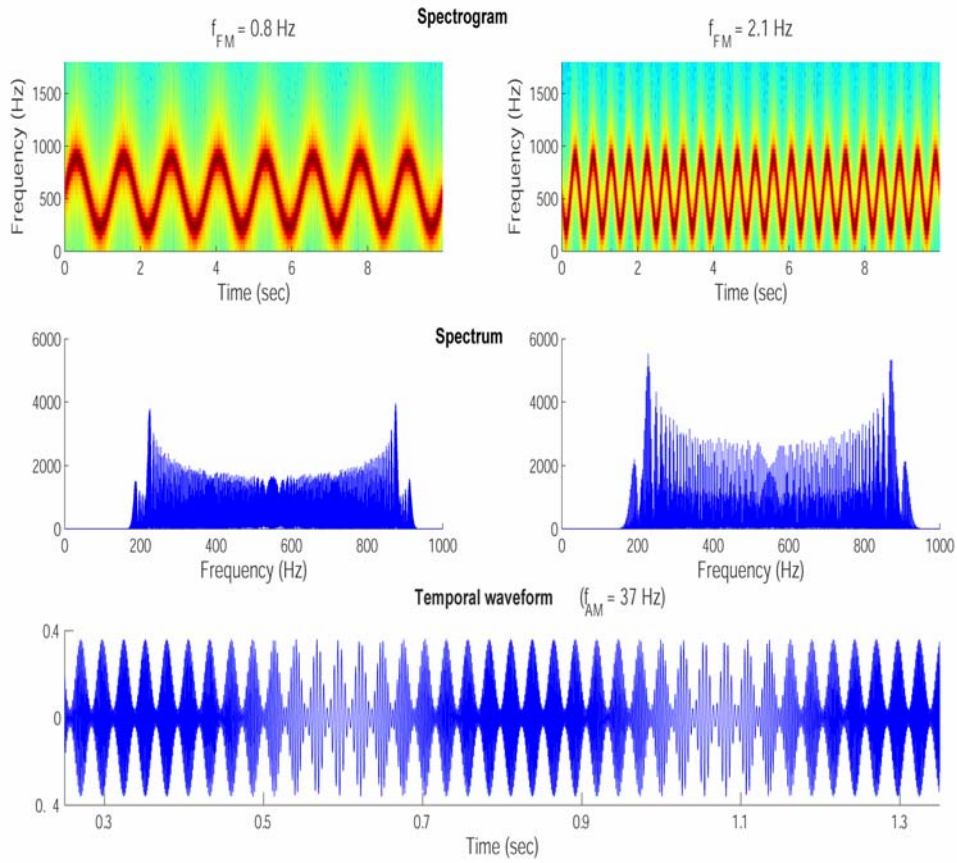 Spectrogram
f_FM = 0.8 Hz
f_FM = 2.1 Hz
Frequency (Hz)
1500
1000
500
0
0 2 4 6 8
Time (sec)
Frequency (Hz)
1500
1000
500
0
0 2 4 6 8
Time (sec)
Spectrum
6000
4000
2000
0
0 200 400 600 800 1000
Frequency (Hz)
6000
4000
2000
0
0 200 400 600 800 1000
Frequency (Hz)
Temporal waveform (f_AM = 37 Hz)
0.4
0
0. 4
0.3 0.5 0.7 0.9 1.1 1.3
Time (sec)